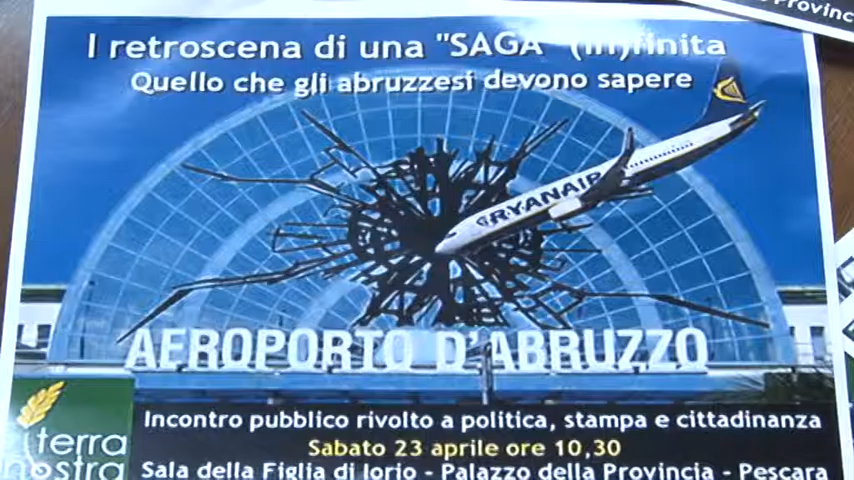 I retroscena di una "SAGA" (in)finita
Quello che gli abruzzesi devono sapere
RYANAIR
AEROPORTO D'ABRUZZO
terra
nostra
Incontro pubblico rivolto a politica, stampa e cittadinanza
Sabato 23 aprile ore 10,30
Sala della Figlia di Iorio - Palazzo della Provincia - Pescara